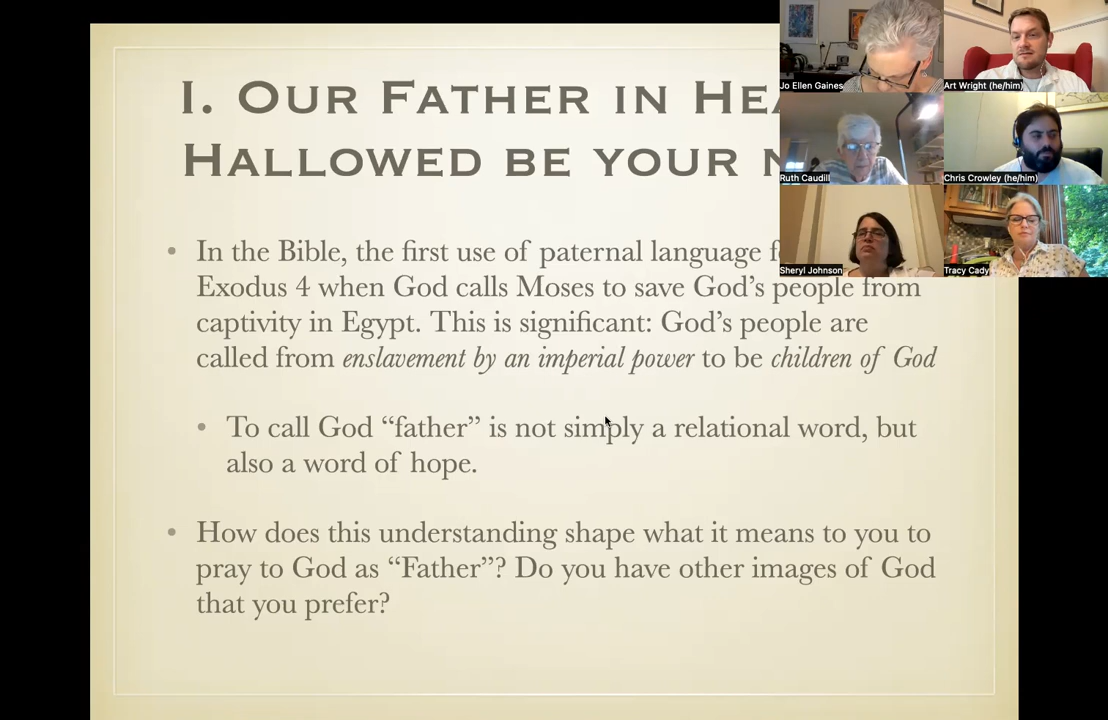 I. Our Father in Hea
Hallowed be your n
• In the Bible, the first use of paternal language f
Exodus 4 when God calls Moses to save God’s people from
captivity in Egypt. This is significant: God’s people are
called from enslavement by an imperial power to be children of God
• To call God “father” is not simply a relational word, but
also a word of hope.
• How does this understanding shape what it means to you to
pray to God as “Father”? Do you have other images of God
that you prefer?
Jo Ellen Gaines
Art Wright (he/him)
Ruth Caudill
Chris Crowley (he/him)
Sheryl Johnson
Tracy Cady